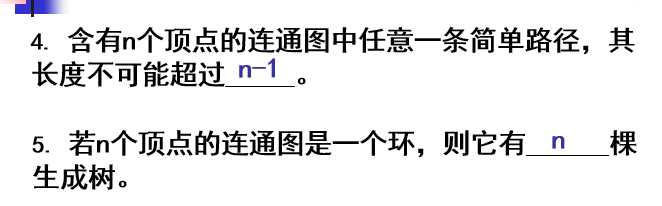 4. 含有n个顶点的连通图中任意一条简单路径，其
长度不可能超过 n-1 。
5. 若n个顶点的连通图是一个环，则它有 n 棵
生成树。